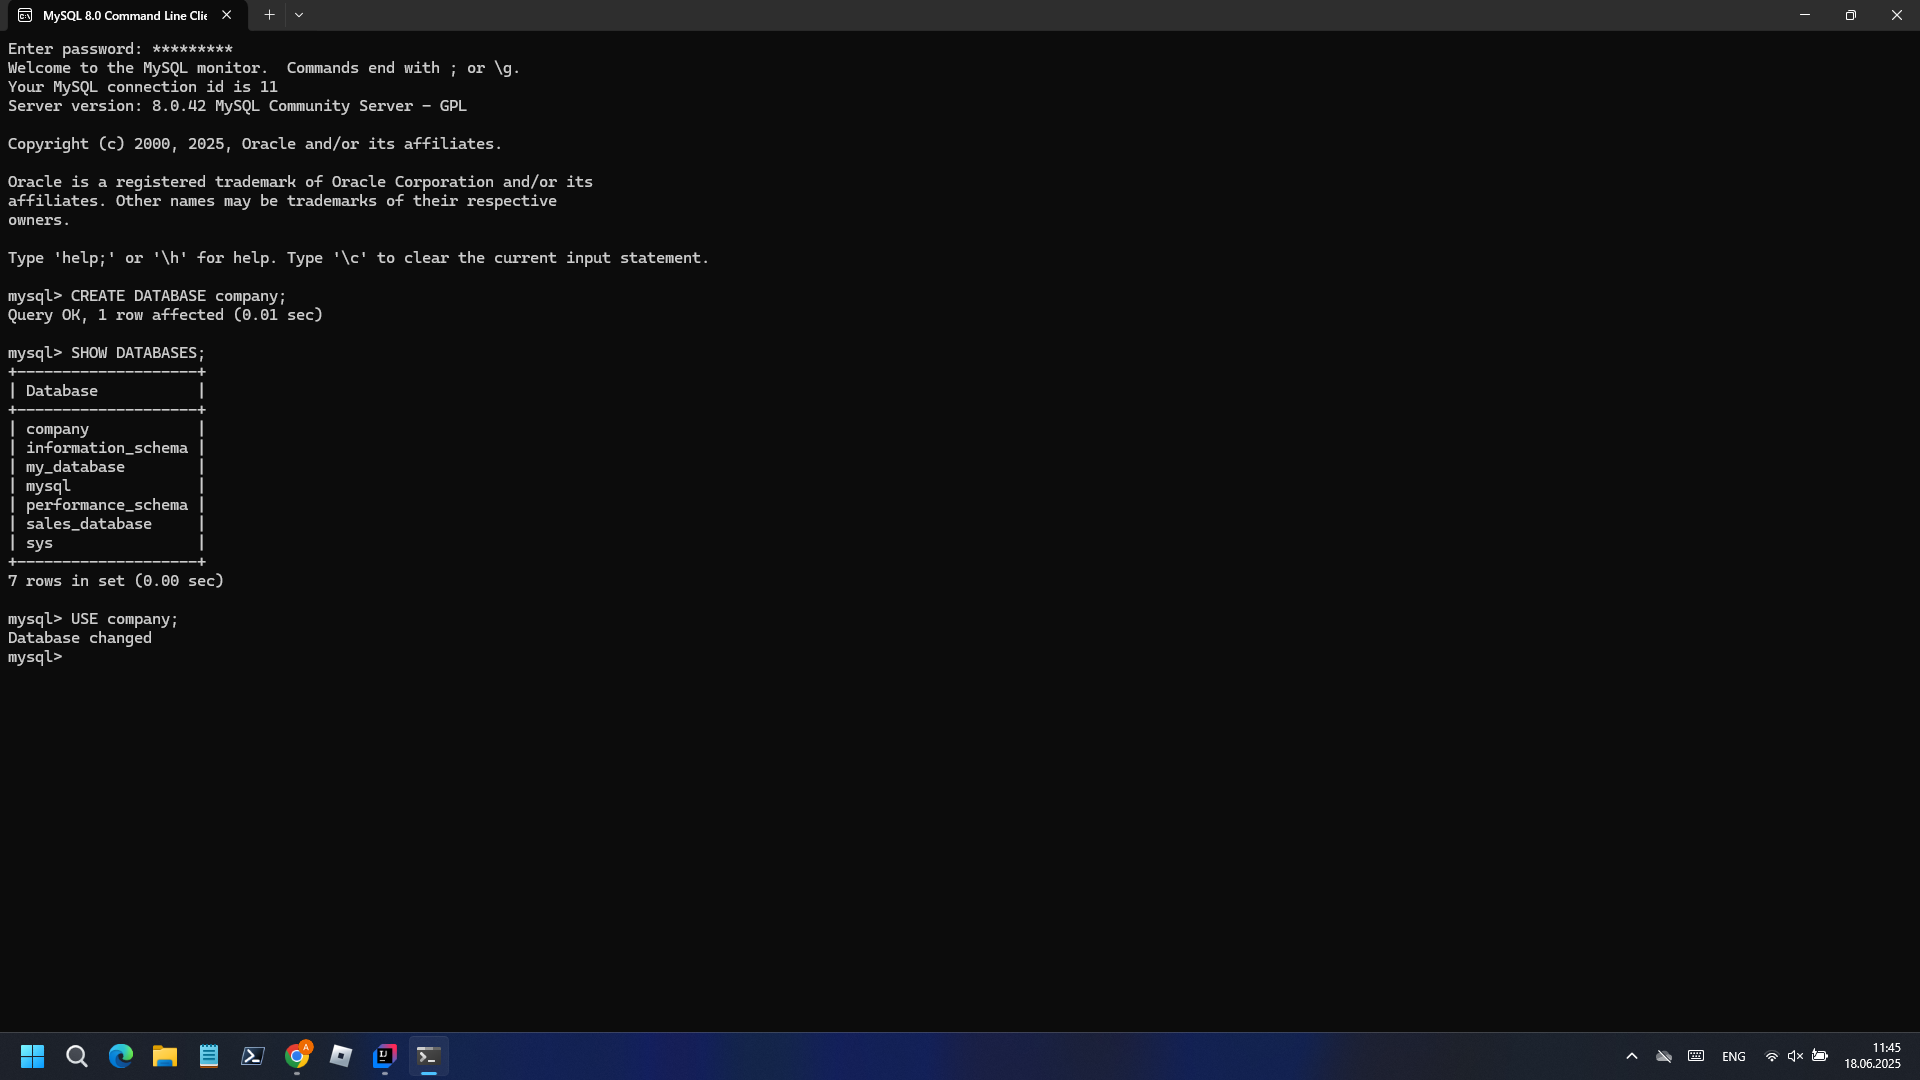 MySQL 8.0 Command Line Clie
Enter password: *********
Welcome to the MySQL monitor.  Commands end with ; or \g.
Your MySQL connection id is 11
Server version: 8.0.42 MySQL Community Server - GPL
Copyright (c) 2000, 2025, Oracle and/or its affiliates.
Oracle is a registered trademark of Oracle Corporation and/or its
affiliates. Other names may be trademarks of their respective
owners.
Type 'help;' or '\h' for help. Type '\c' to clear the current input statement.
mysql> CREATE DATABASE company;
Query OK, 1 row affected (0.01 sec)
mysql> SHOW DATABASES;
+--------------------+
| Database           |
+--------------------+
| company            |
| information_schema |
| my_database        |
| mysql              |
| performance_schema |
| sales_database     |
| sys                |
+--------------------+
7 rows in set (0.00 sec)
mysql> USE company;
Database changed
mysql>
A
IJ
ENG
11:45
18.06.2025